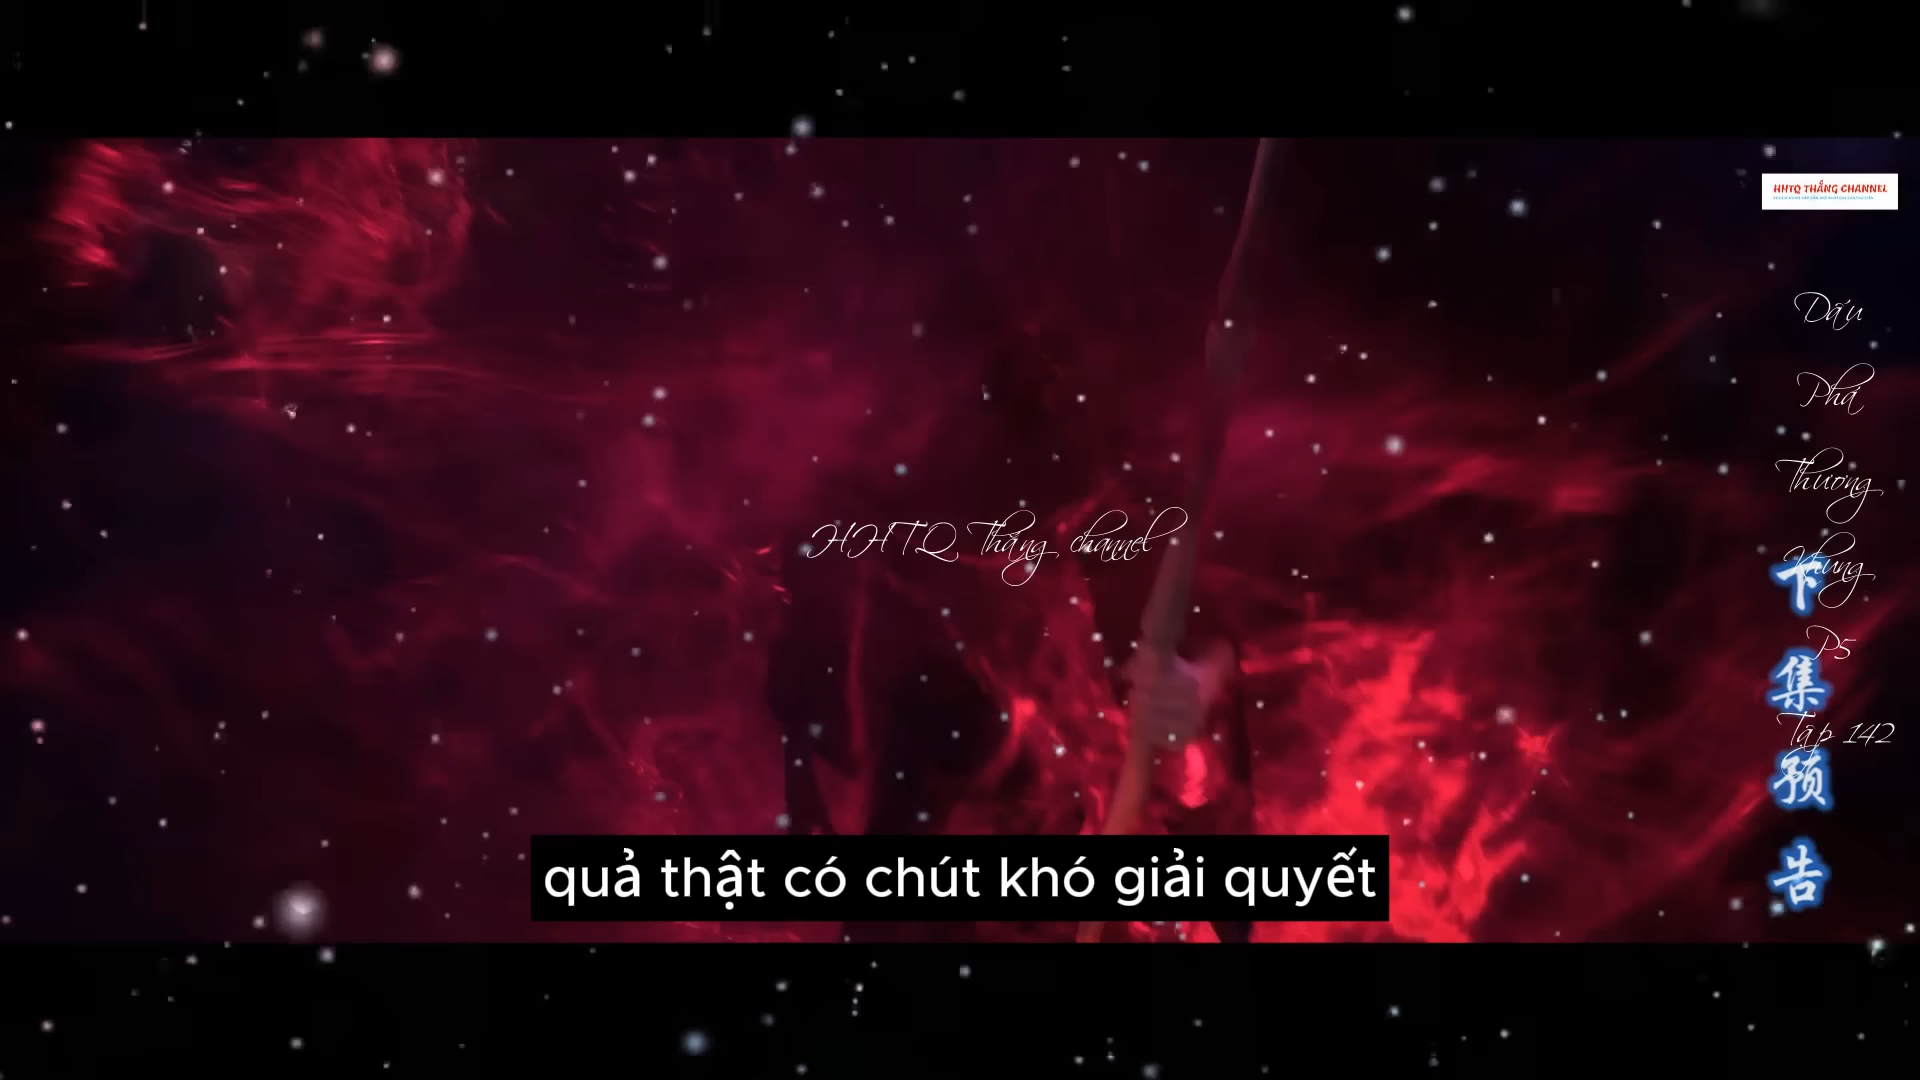 HHTQ THẮNG CHANNEL
Dấu
Phá
Thương
Khung
P5
Tập 142
下
集
预
告
HHTQ Thắng channel
quả thật có chút khó giải quyết